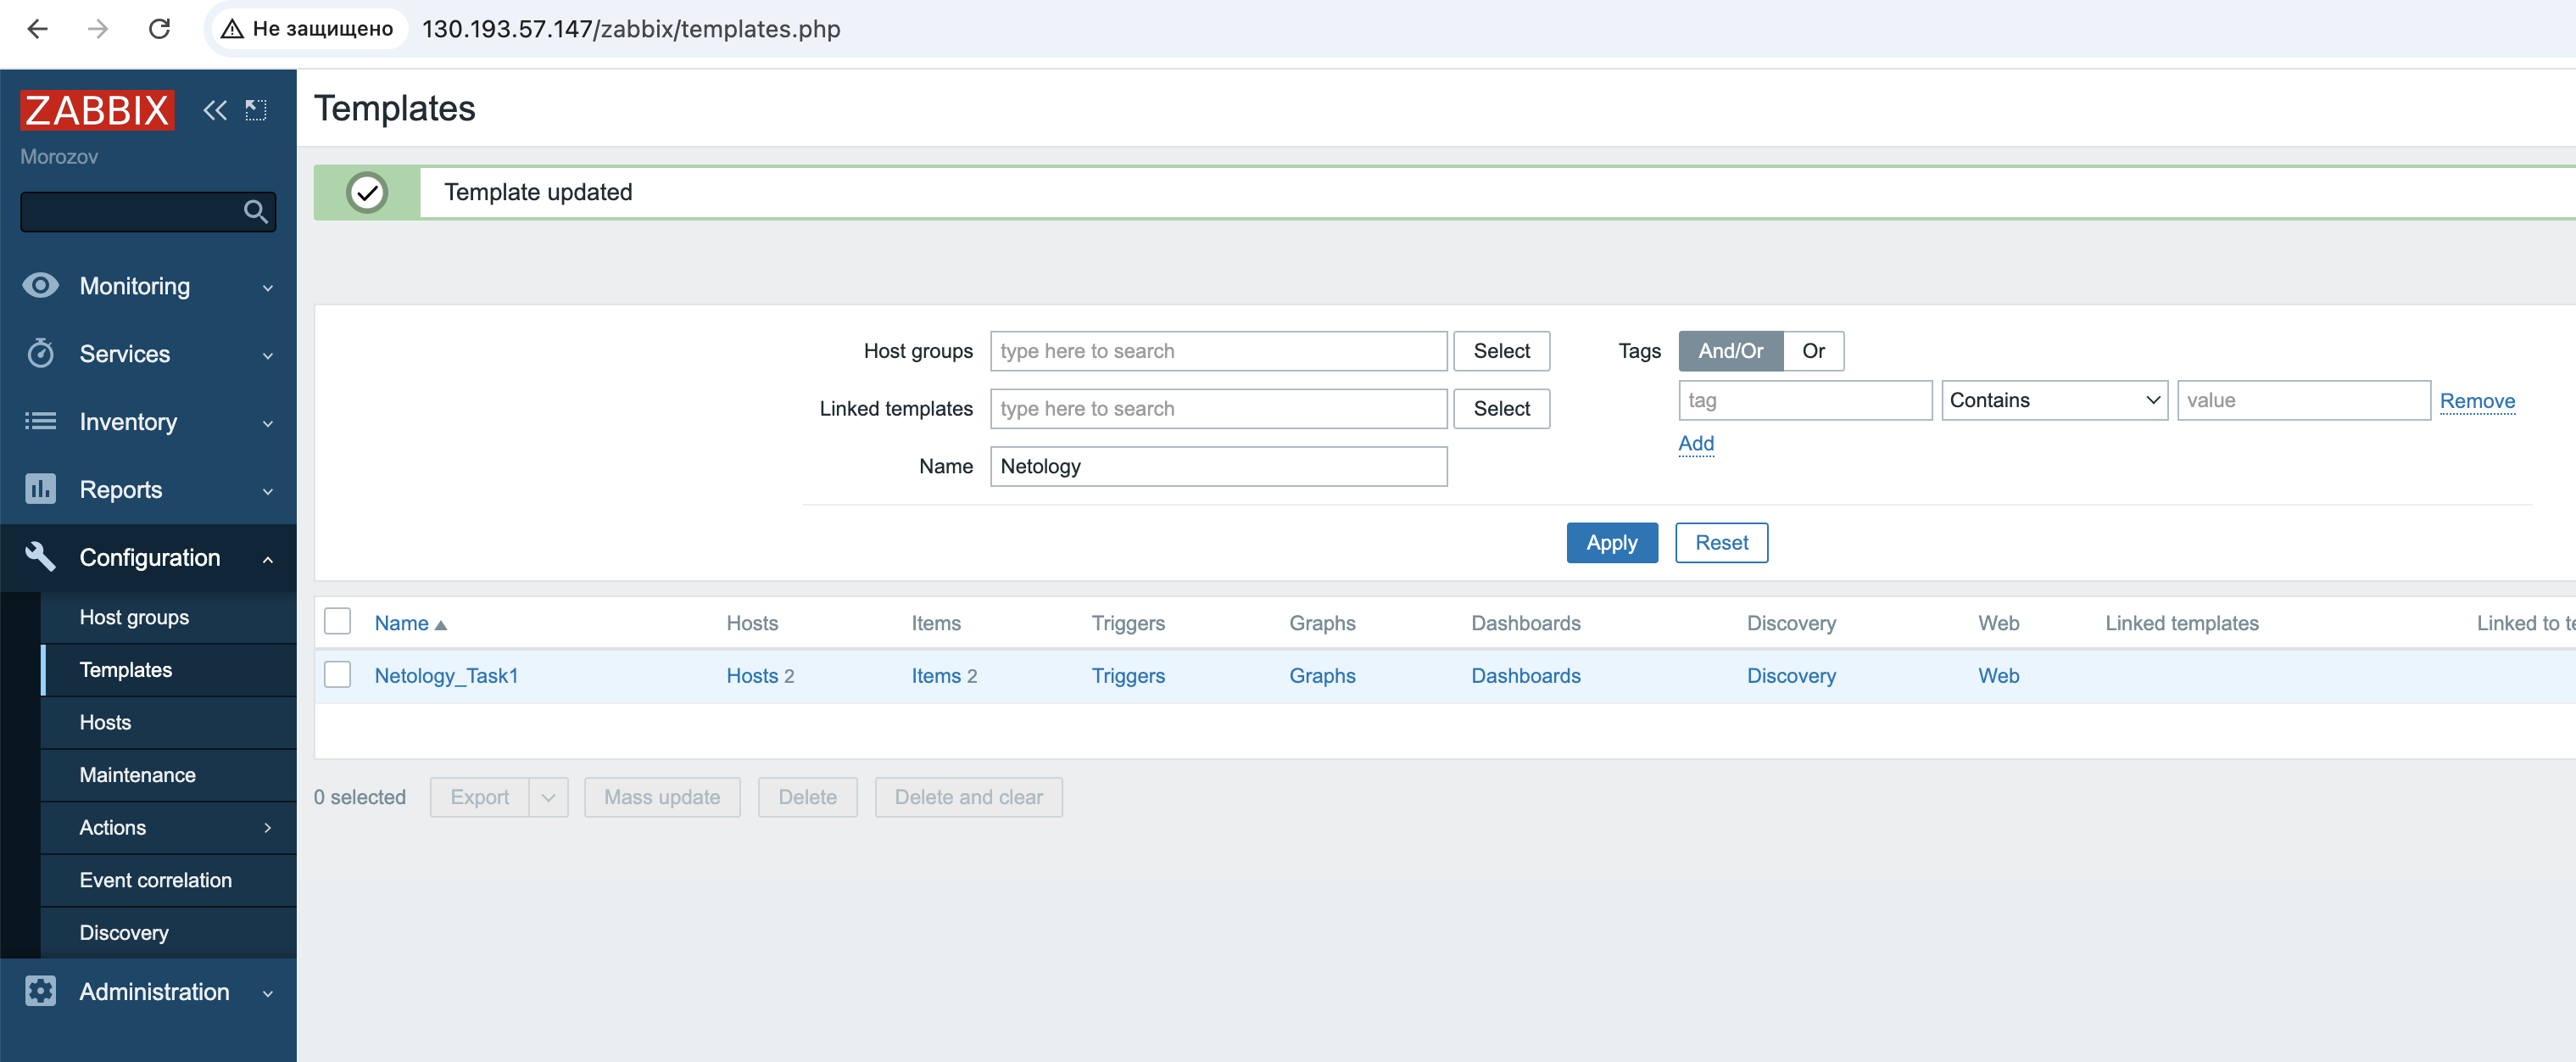 Не защищено 130.193.57.147/zabbix/templates.php
ZABBIX
Morozov
Monitoring
Services
Inventory
Reports
Configuration
Host groups
Templates
Hosts
Maintenance
Actions
Event correlation
Discovery
Administration
Templates
Template updated
Host groups type here to search Select
Linked templates type here to search Select
Name Netology
Tags And/Or Or
tag Contains value Remove
Add
Apply Reset
Name Hosts Items Triggers Graphs Dashboards Discovery Web Linked templates Linked to te
Netology_Task1 Hosts 2 Items 2 Triggers Graphs Dashboards Discovery Web
0 selected Export Mass update Delete Delete and clear